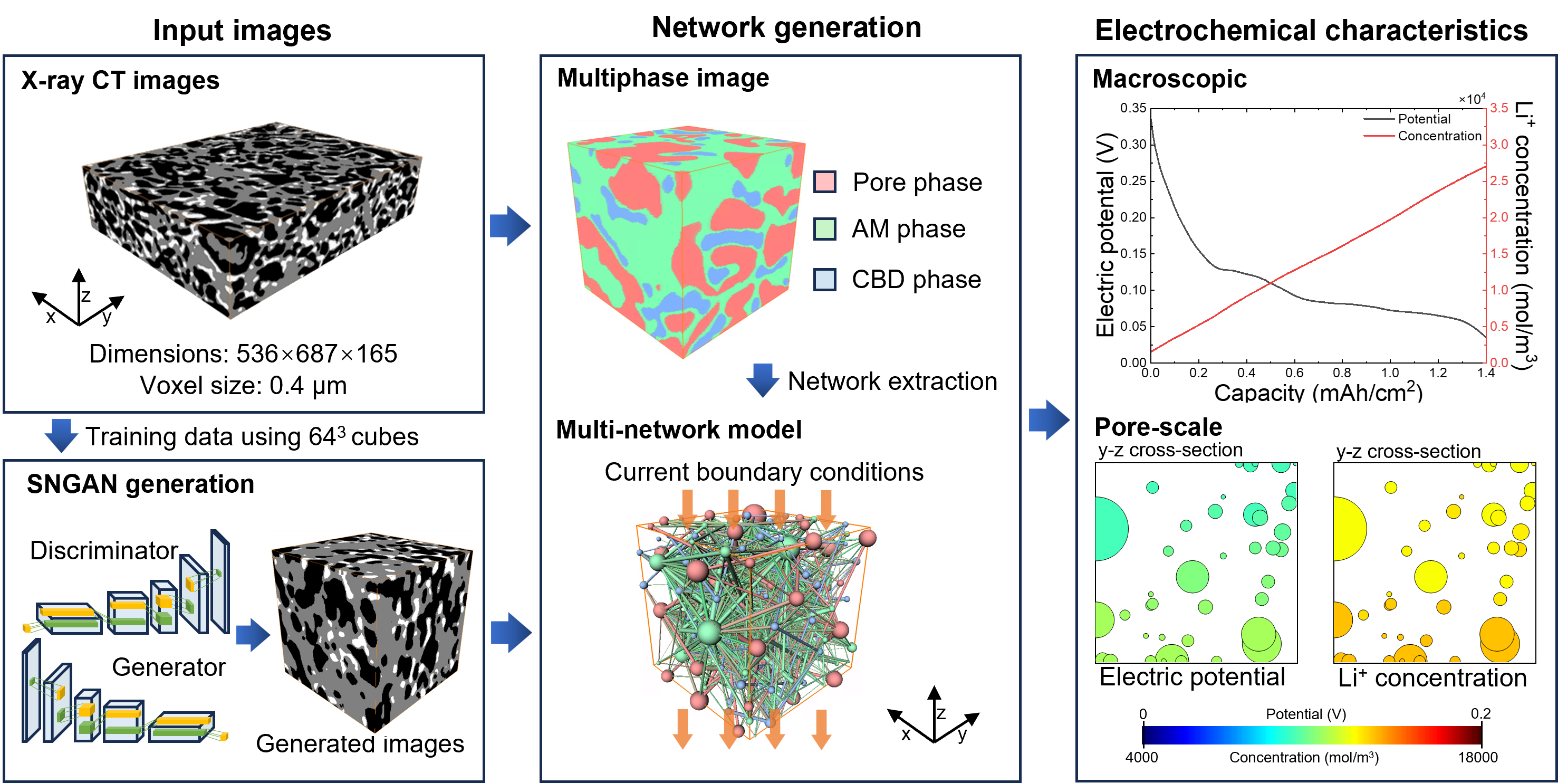 Input images
X-ray CT images
z
x
y
Dimensions: 536×687×165
Voxel size: 0.4 μm
Training data using 64³ cubes
SNGAN generation
Discriminator
Generator
Generated images
Network generation
Multiphase image
Pore phase
AM phase
CBD phase
Network extraction
Multi-network model
Current boundary conditions
z
x
y
Electrochemical characteristics
Macroscopic
×10⁴
Potential
Concentration
Electric potential (V)
0.35
0.30
0.25
0.20
0.15
0.10
0.05
0.00
0.0 0.2 0.4 0.6 0.8 1.0 1.2 1.4
Capacity (mAh/cm²)
3.5
3.0
2.5
2.0
1.5
1.0
0.5
0.0
Li⁺ concentration (mol/m³)
Pore-scale
y-z cross-section
y-z cross-section
Electric potential
Li⁺ concentration
0 Potential (V) 0.2
4000 Concentration (mol/m³) 18000